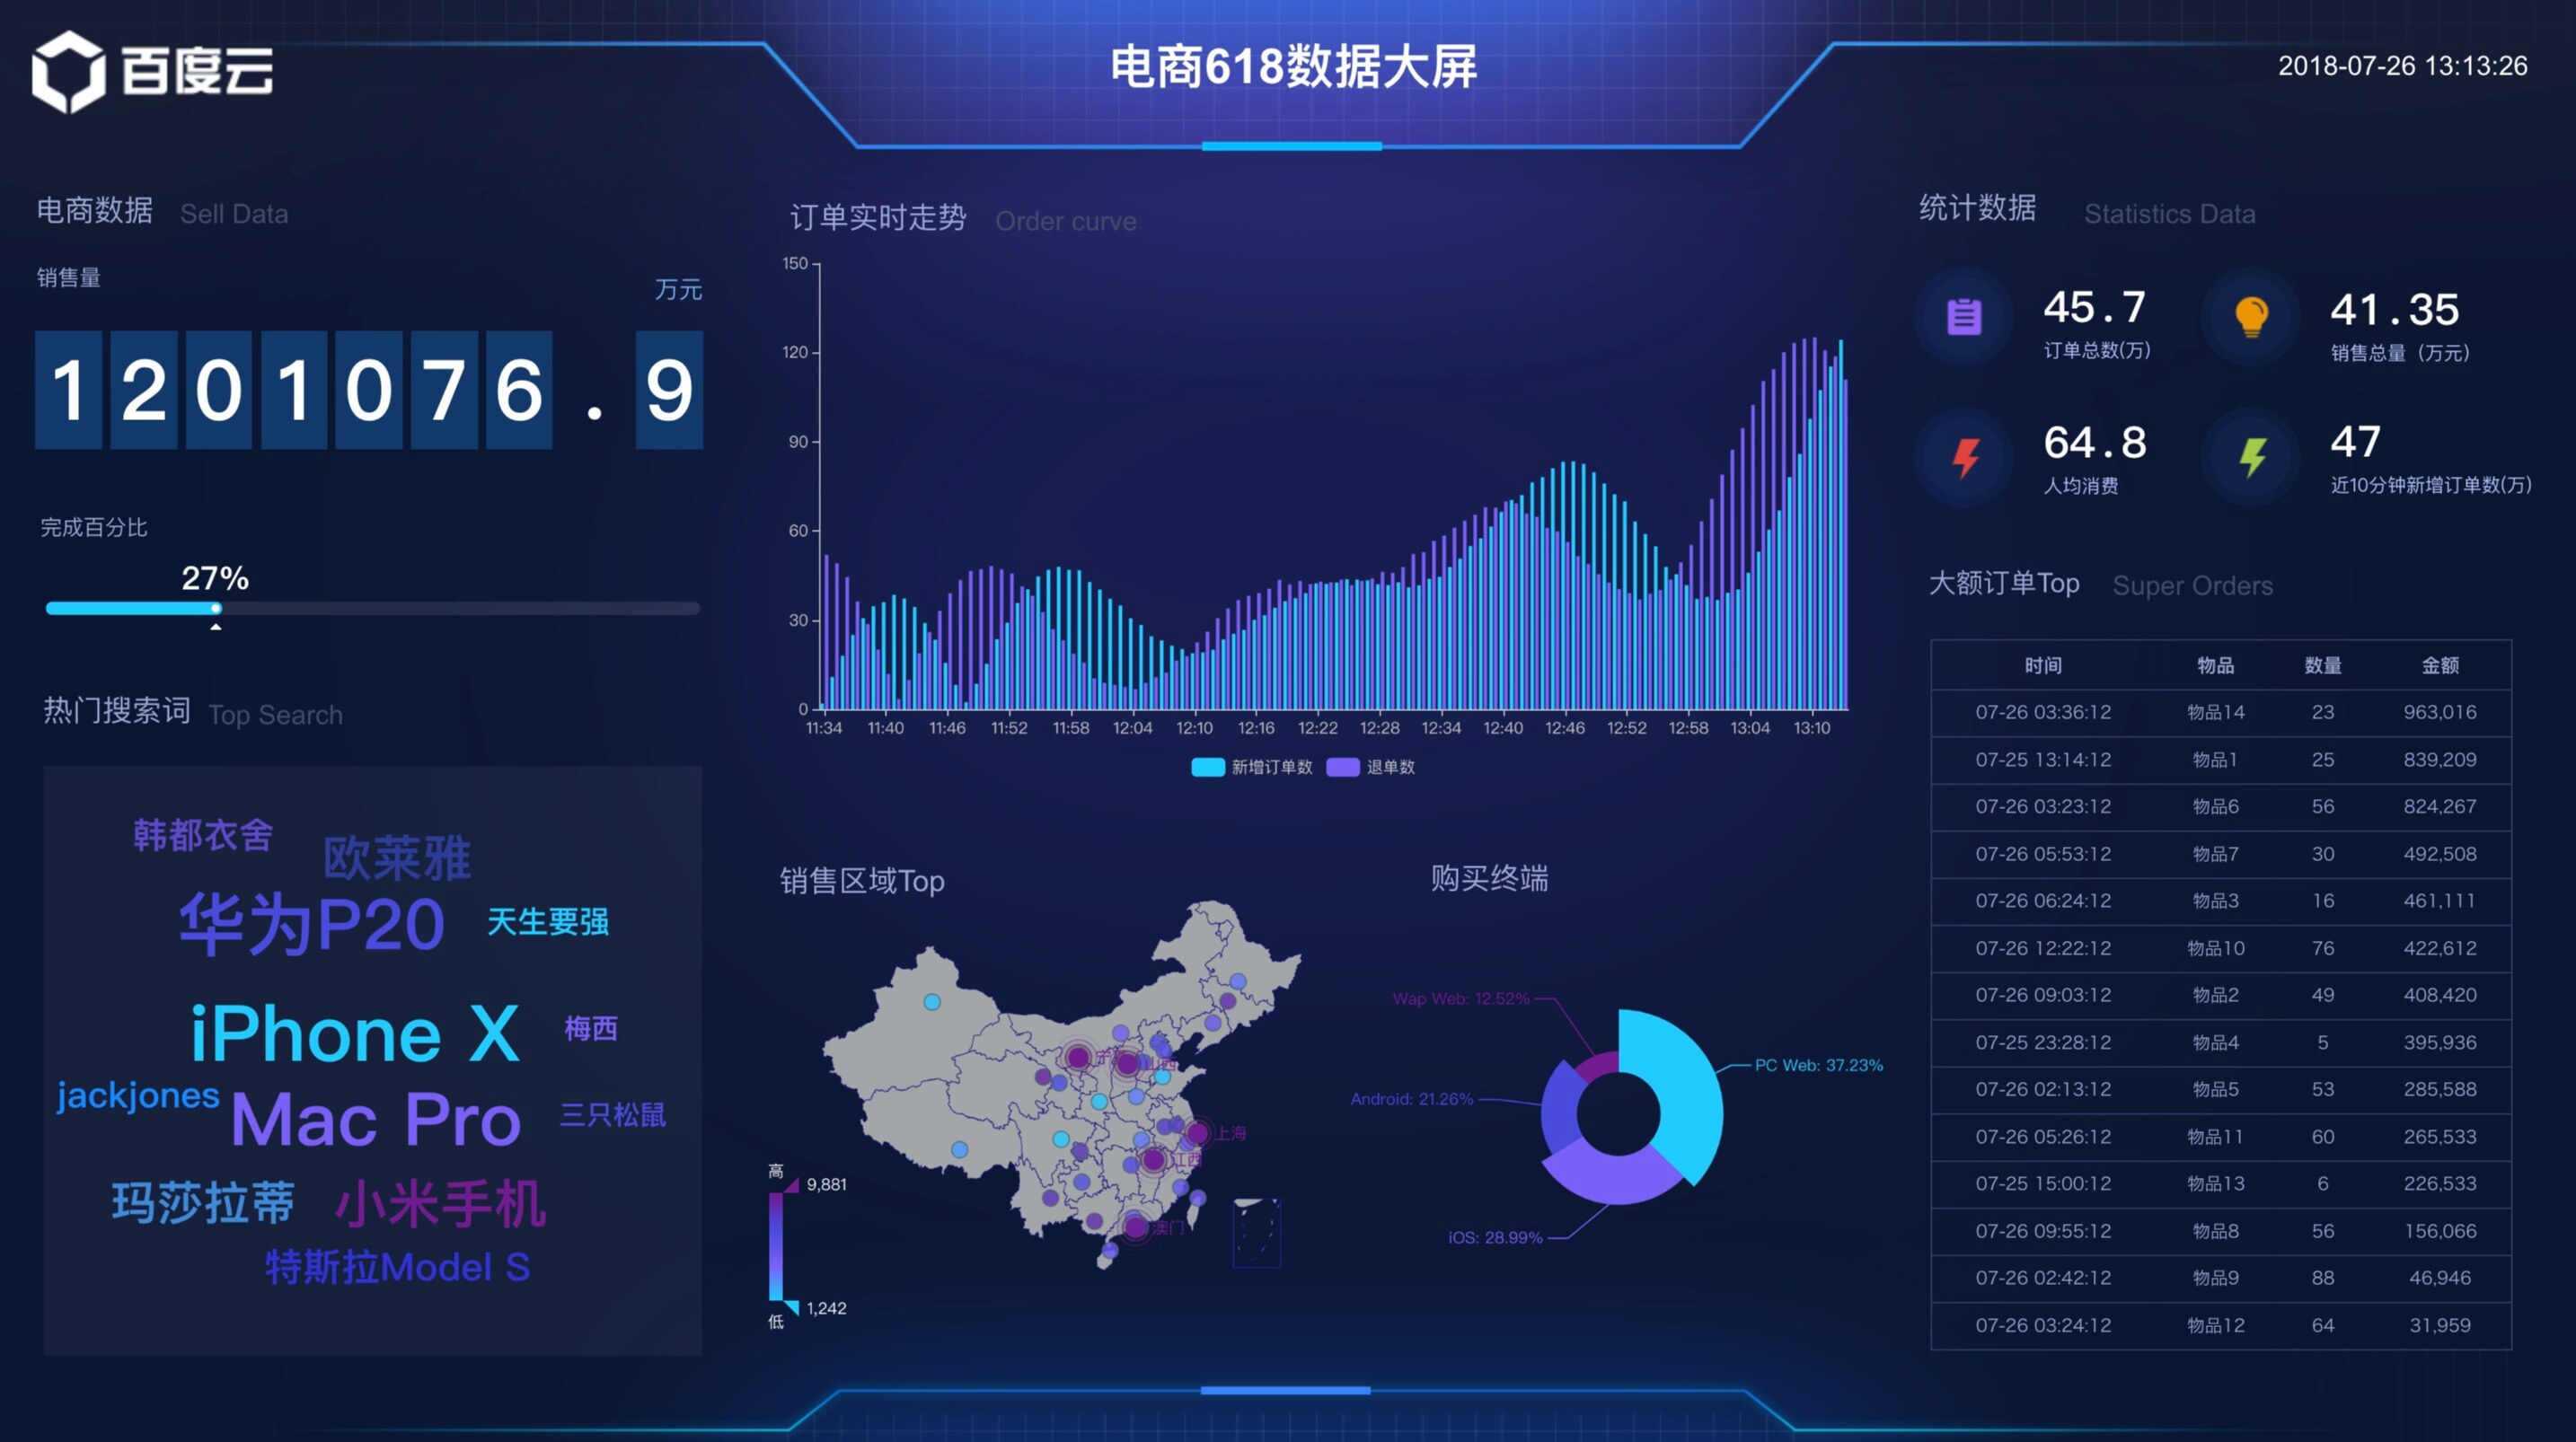 百度云
电商618数据大屏
2018-07-26 13:13:26
电商数据 Sell Data
销售量
万元
1201076.9
完成百分比
27%
热门搜索词 Top Search
韩都衣舍
欧莱雅
华为P20
天生要强
iPhone X
梅西
jackjones
Mac Pro
三只松鼠
玛莎拉蒂
小米手机
特斯拉Model S
订单实时走势 Order curve
150
120
90
60
30
0
11:34 11:40 11:46 11:52 11:58 12:04 12:10 12:16 12:22 12:28 12:34 12:40 12:46 12:52 12:58 13:04 13:10
新增订单数 退单数
销售区域Top
山西
上海
江西
澳门
高
9,881
1,242
低
购买终端
Wap Web: 12.52%
PC Web: 37.23%
Android: 21.26%
iOS: 28.99%
统计数据 Statistics Data
45.7
订单总数(万)
41.35
销售总量（万元)
64.8
人均消费
47
近10分钟新增订单数(万)
大额订单Top Super Orders
时间 物品 数量 金额
07-26 03:36:12 物品14 23 963,016
07-25 13:14:12 物品1 25 839,209
07-26 03:23:12 物品6 56 824,267
07-26 05:53:12 物品7 30 492,508
07-26 06:24:12 物品3 16 461,111
07-26 12:22:12 物品10 76 422,612
07-26 09:03:12 物品2 49 408,420
07-25 23:28:12 物品4 5 395,936
07-26 02:13:12 物品5 53 285,588
07-26 05:26:12 物品11 60 265,533
07-25 15:00:12 物品13 6 226,533
07-26 09:55:12 物品8 56 156,066
07-26 02:42:12 物品9 88 46,946
07-26 03:24:12 物品12 64 31,959